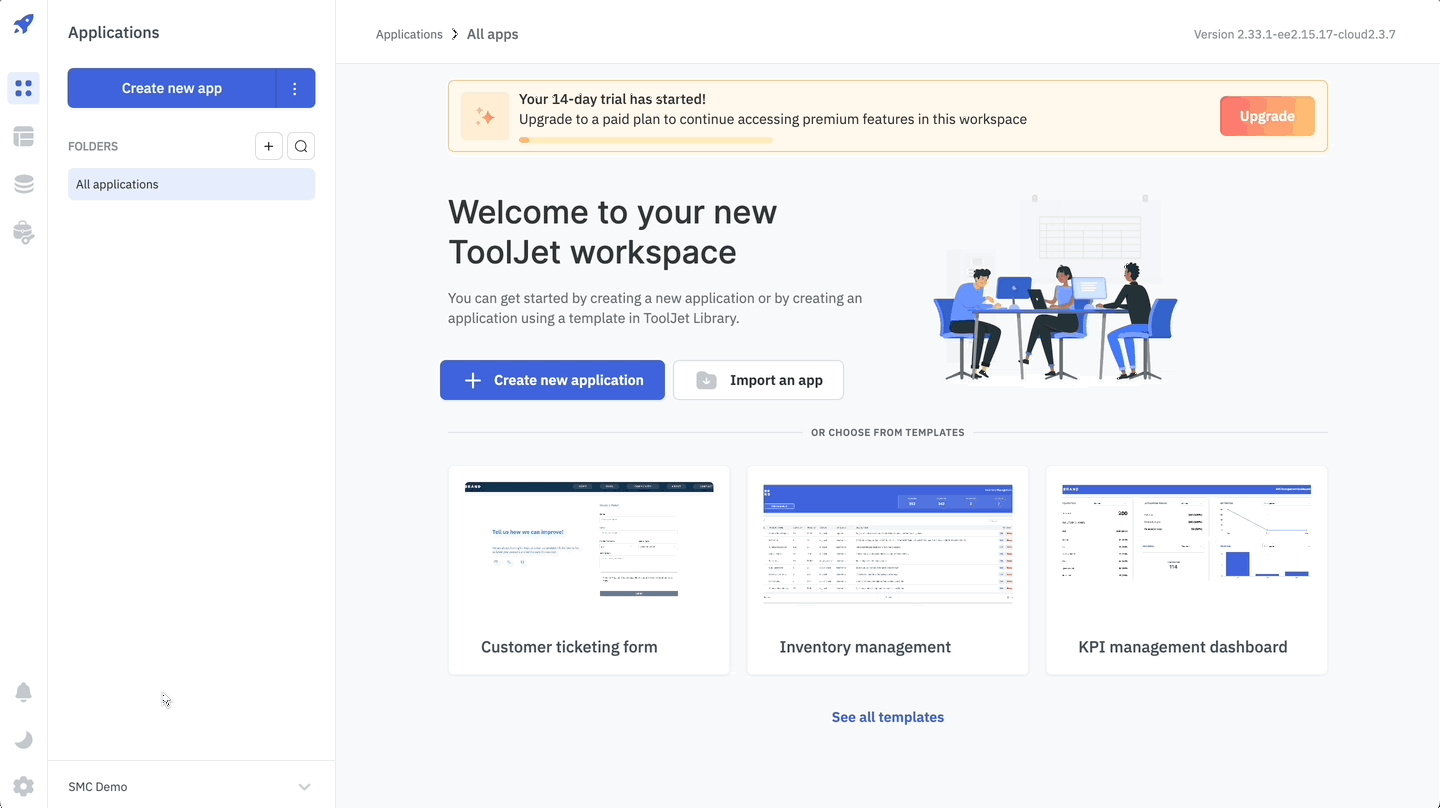 Applications
Create new app
FOLDERS
All applications
SMC Demo
Applications > All apps
Version 2.33.1-ee2.15.17-cloud2.3.7
Your 14-day trial has started!
Upgrade to a paid plan to continue accessing premium features in this workspace
Upgrade
Welcome to your new
ToolJet workspace
You can get started by creating a new application or by creating an
application using a template in ToolJet Library.
Create new application
Import an app
OR CHOOSE FROM TEMPLATES
Tell us how we can improve!
Customer ticketing form
Inventory management
KPI management dashboard
See all templates